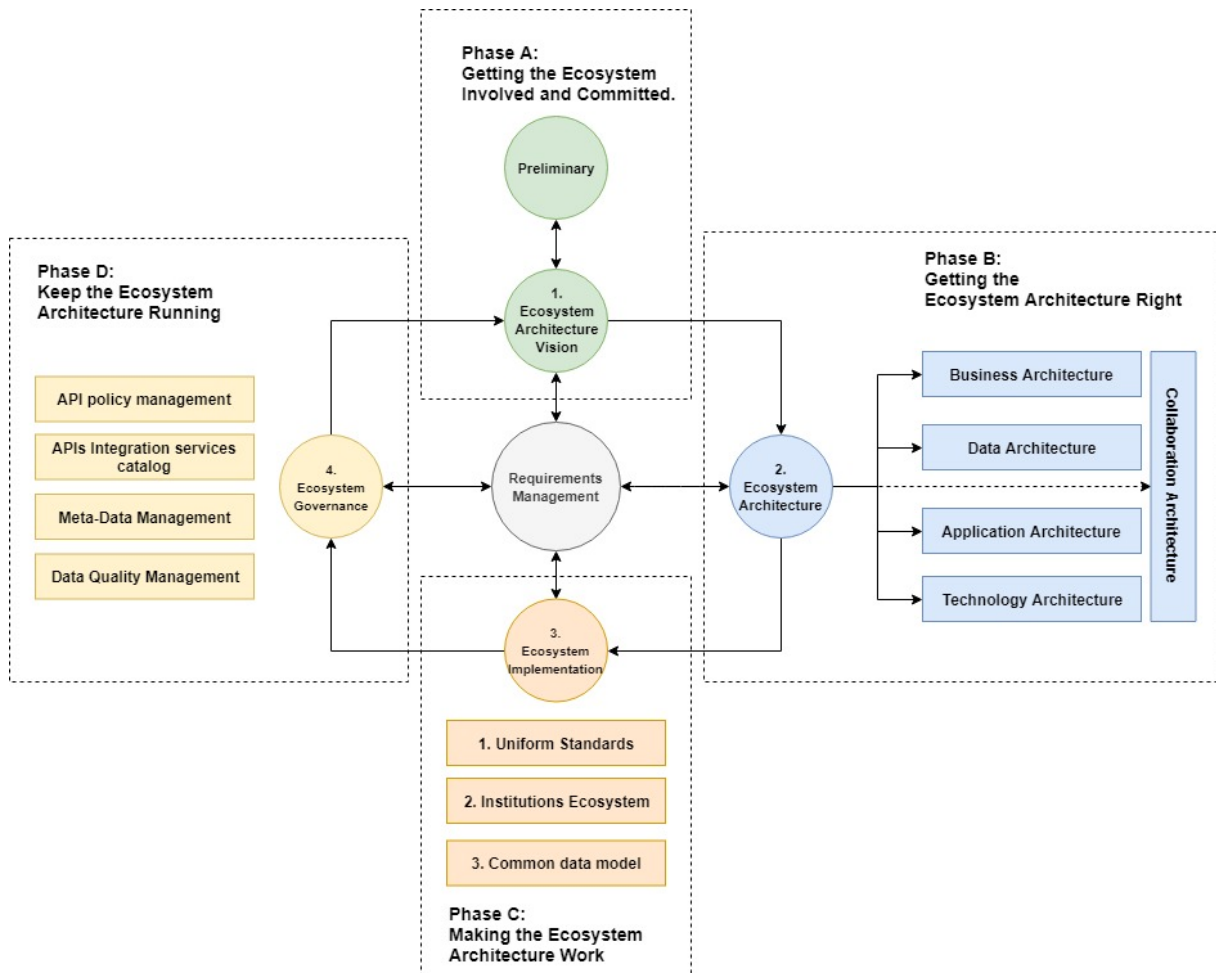 Phase A:
Getting the Ecosystem
Involved and Committed.
Preliminary
1.
Ecosystem
Architecture
Vision
Phase B:
Getting the
Ecosystem Architecture Right
2.
Ecosystem
Architecture
Business Architecture
Data Architecture
Application Architecture
Technology Architecture
Collaboration Architecture
Requirements
Management
Phase D:
Keep the Ecosystem
Architecture Running
API policy management
APIs Integration services
catalog
Meta-Data Management
Data Quality Management
4.
Ecosystem
Governance
3.
Ecosystem
Implementation
1. Uniform Standards
2. Institutions Ecosystem
3. Common data model
Phase C:
Making the Ecosystem
Architecture Work